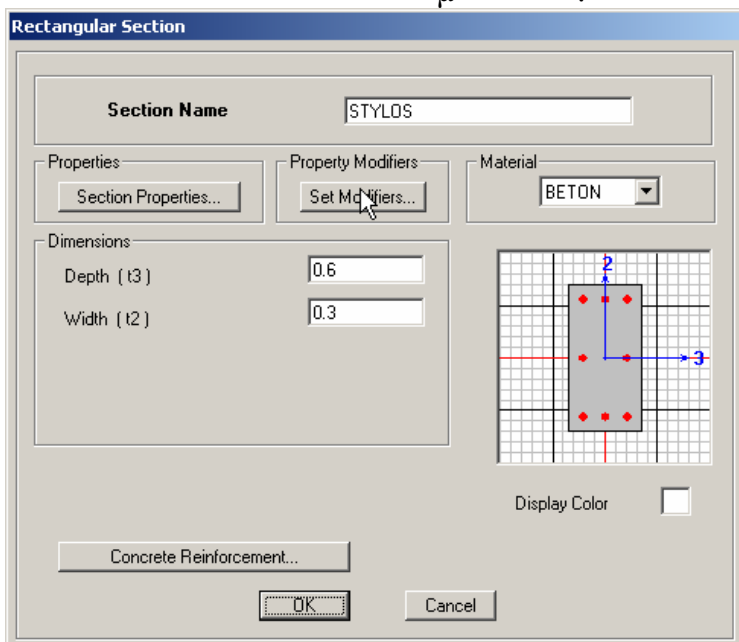 Rectangular Section
Section Name STYLOS
Properties Property Modifiers Material
Section Properties... Set Modifiers... BETON
Dimensions
Depth ( t3 ) 0.6
Width ( t2 ) 0.3
2
3
Display Color
Concrete Reinforcement...
OK Cancel